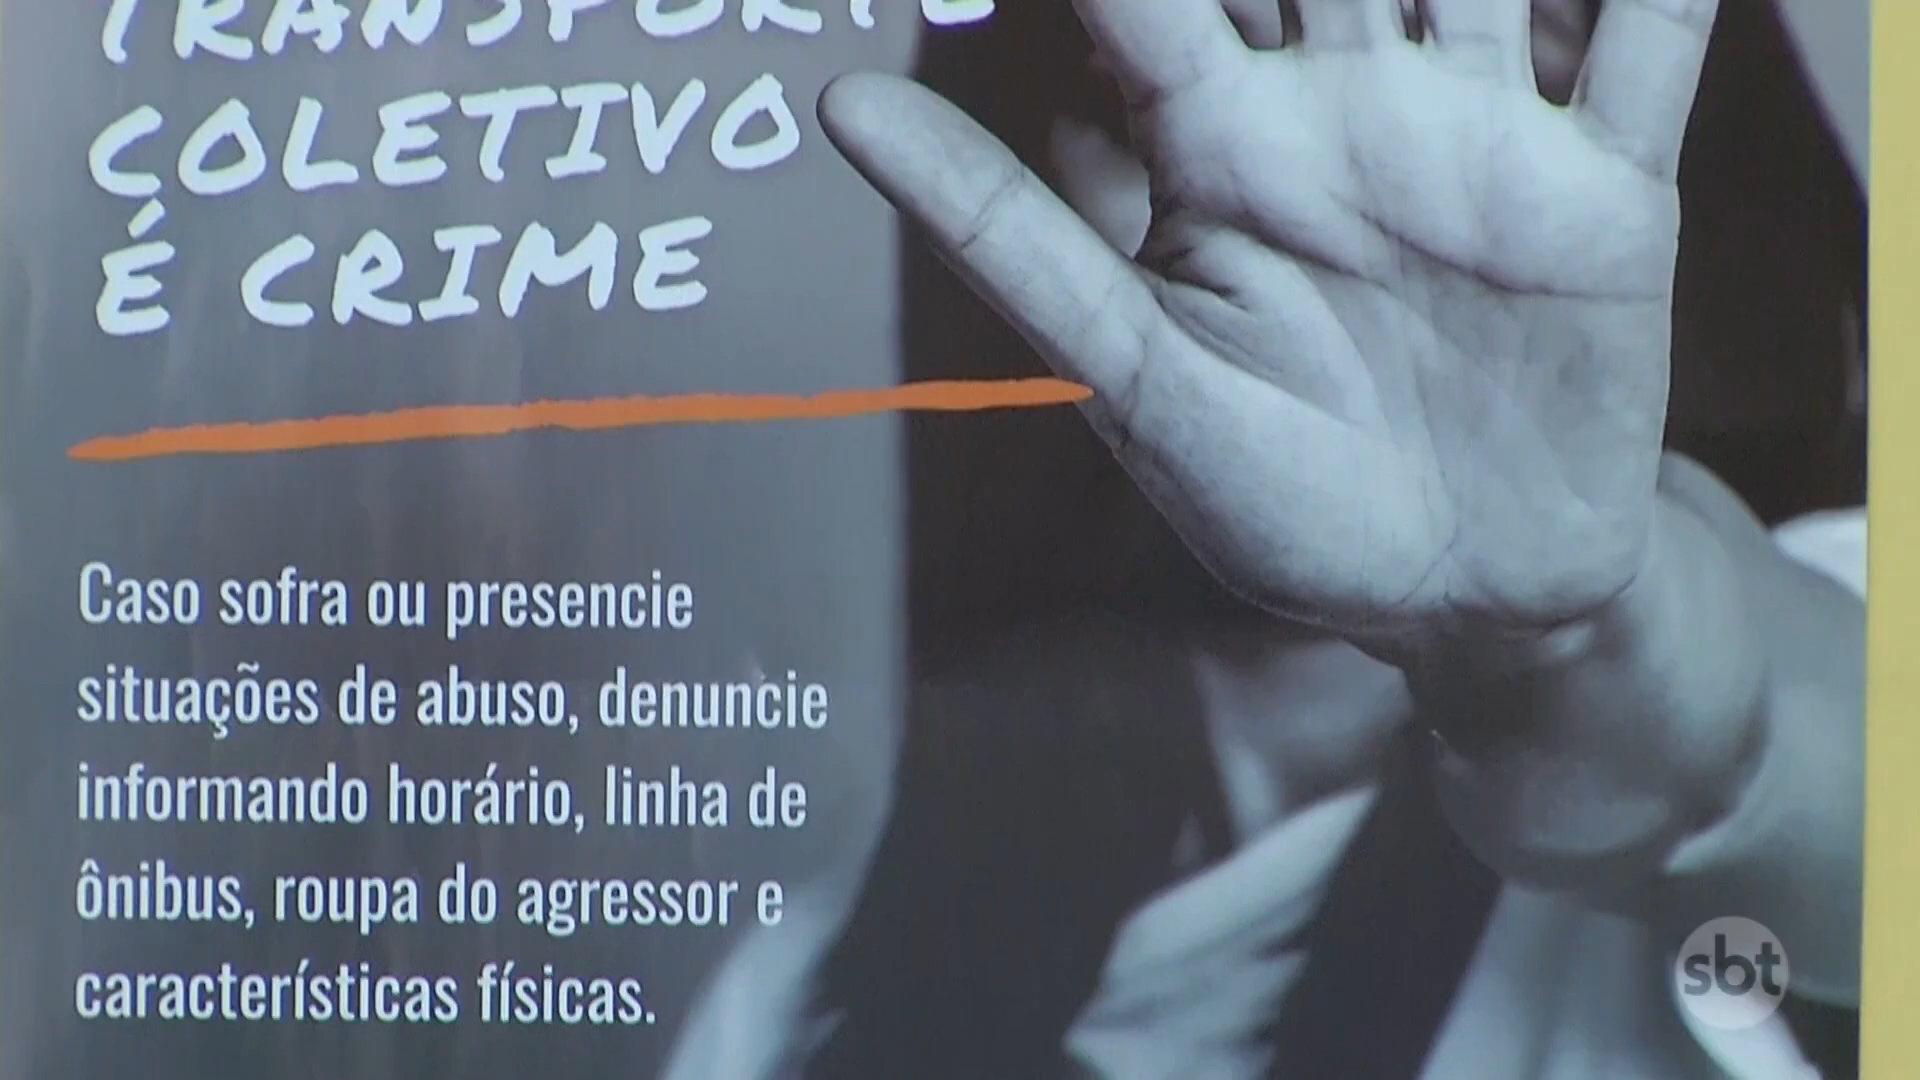 TRANSPORTE
COLETIVO
É CRIME
Caso sofra ou presencie
situações de abuso, denuncie
informando horário, linha de
ônibus, roupa do agressor e
características físicas.
sbt